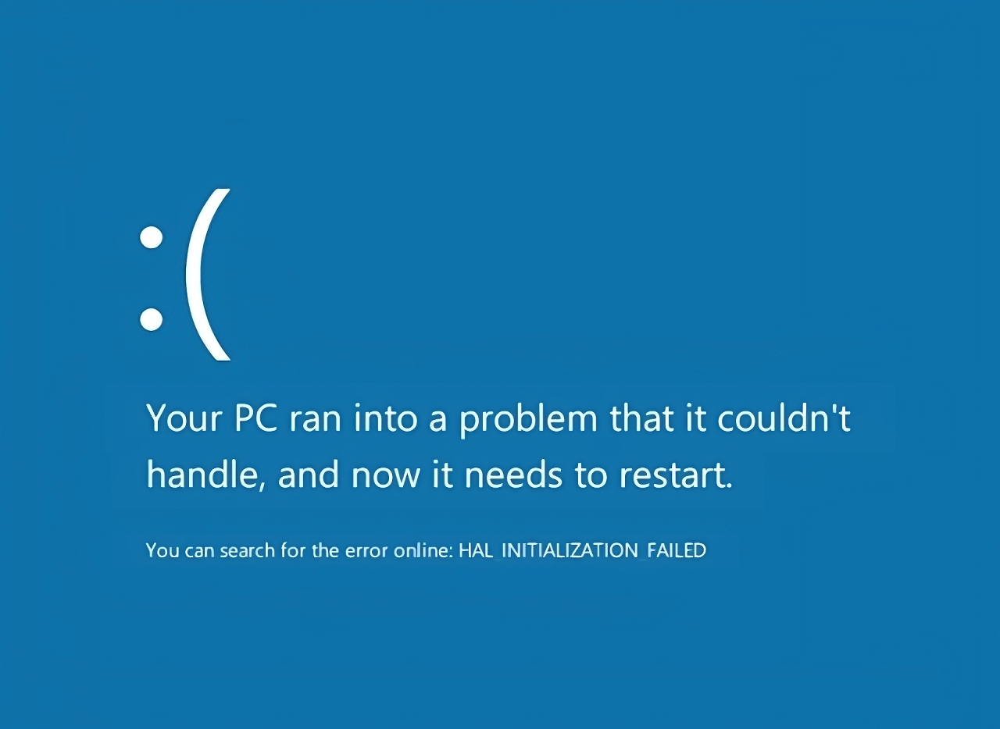 :(
Your PC ran into a problem that it couldn't
handle, and now it needs to restart.
You can search for the error online: HAL_INITIALIZATION_FAILED